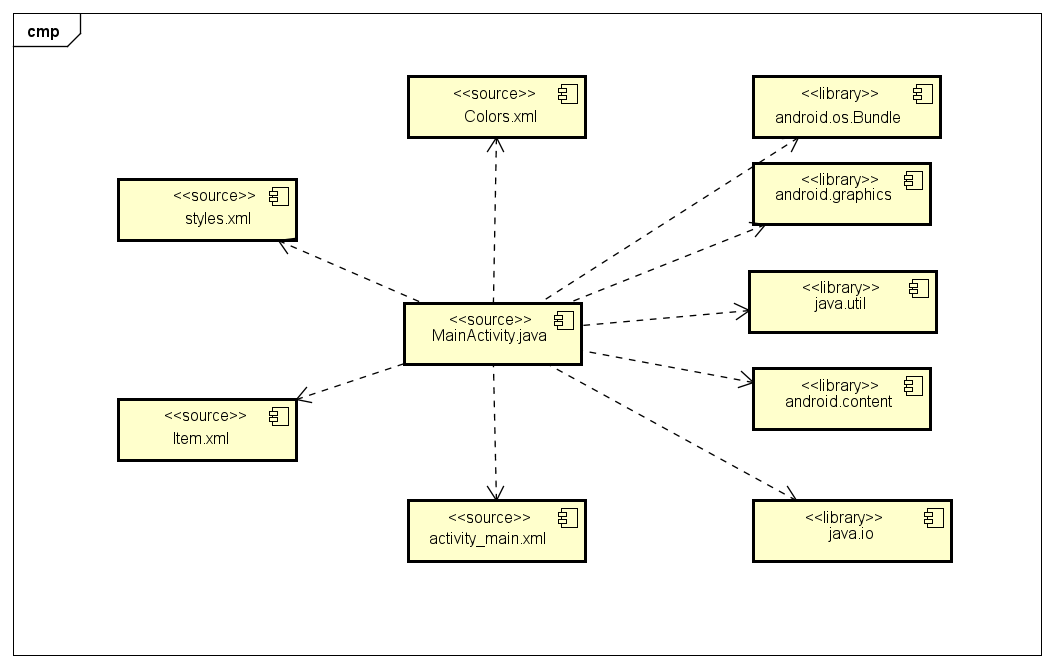 cmp
<<source>>
Colors.xml
<<library>>
android.os.Bundle
<<source>>
styles.xml
<<library>>
android.graphics
<<source>>
MainActivity.java
<<library>>
java.util
<<library>>
android.content
<<source>>
Item.xml
<<source>>
activity_main.xml
<<library>>
java.io